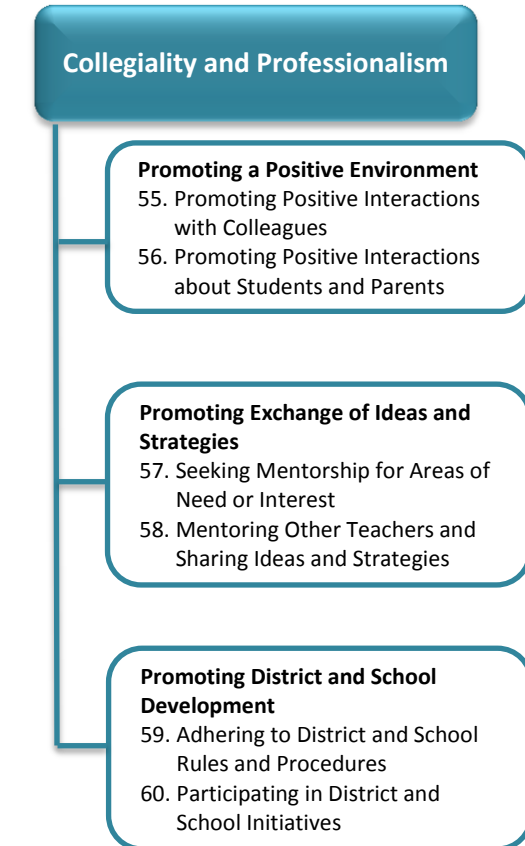 Collegiality and Professionalism
Promoting a Positive Environment
55. Promoting Positive Interactions
with Colleagues
56. Promoting Positive Interactions
about Students and Parents
Promoting Exchange of Ideas and
Strategies
57. Seeking Mentorship for Areas of
Need or Interest
58. Mentoring Other Teachers and
Sharing Ideas and Strategies
Promoting District and School
Development
59. Adhering to District and School
Rules and Procedures
60. Participating in District and
School Initiatives